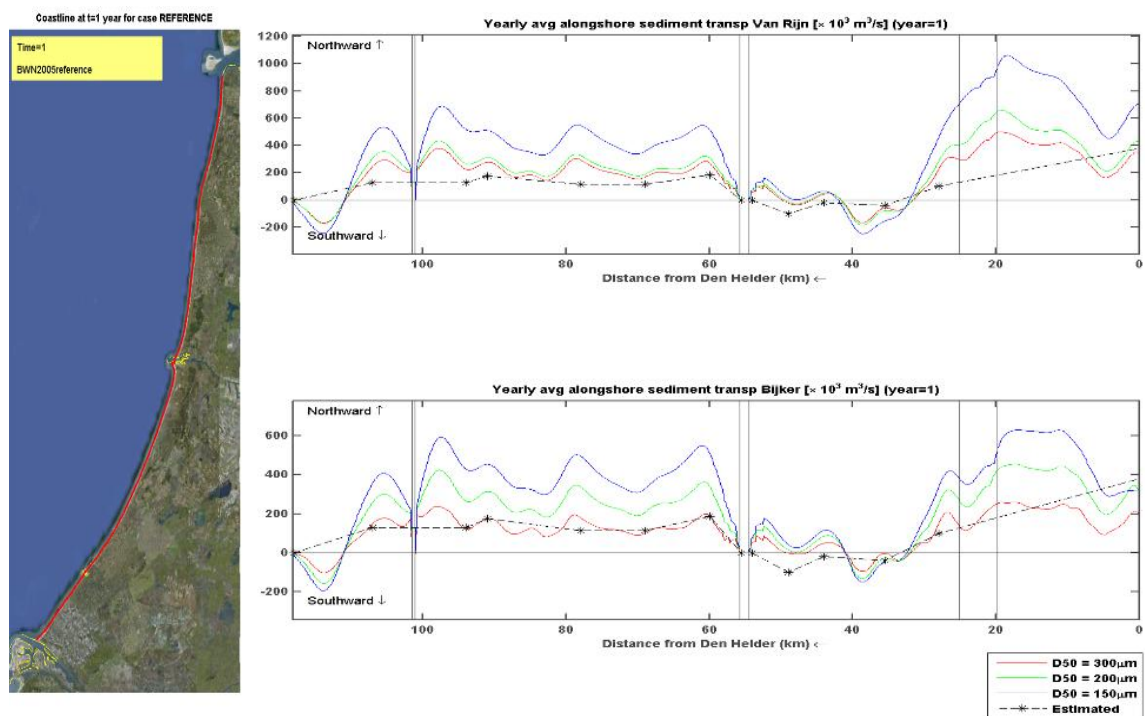 Coastline at t=1 year for case REFERENCE
Time=1
BWN2005reference
Yearly avg alongshore sediment transp Van Rijn [× 10³ m³/s] (year=1)
Northward ↑
1200
1000
800
600
400
200
0
-200
Southward ↓
100
80
60
40
20
0
Distance from Den Helder (km) ←
Yearly avg alongshore sediment transp Bijker [× 10³ m³/s] (year=1)
Northward ↑
600
400
200
0
-200
Southward ↓
100
80
60
40
20
0
Distance from Den Helder (km) ←
D50 = 300μm
D50 = 200μm
D50 = 150μm
Estimated